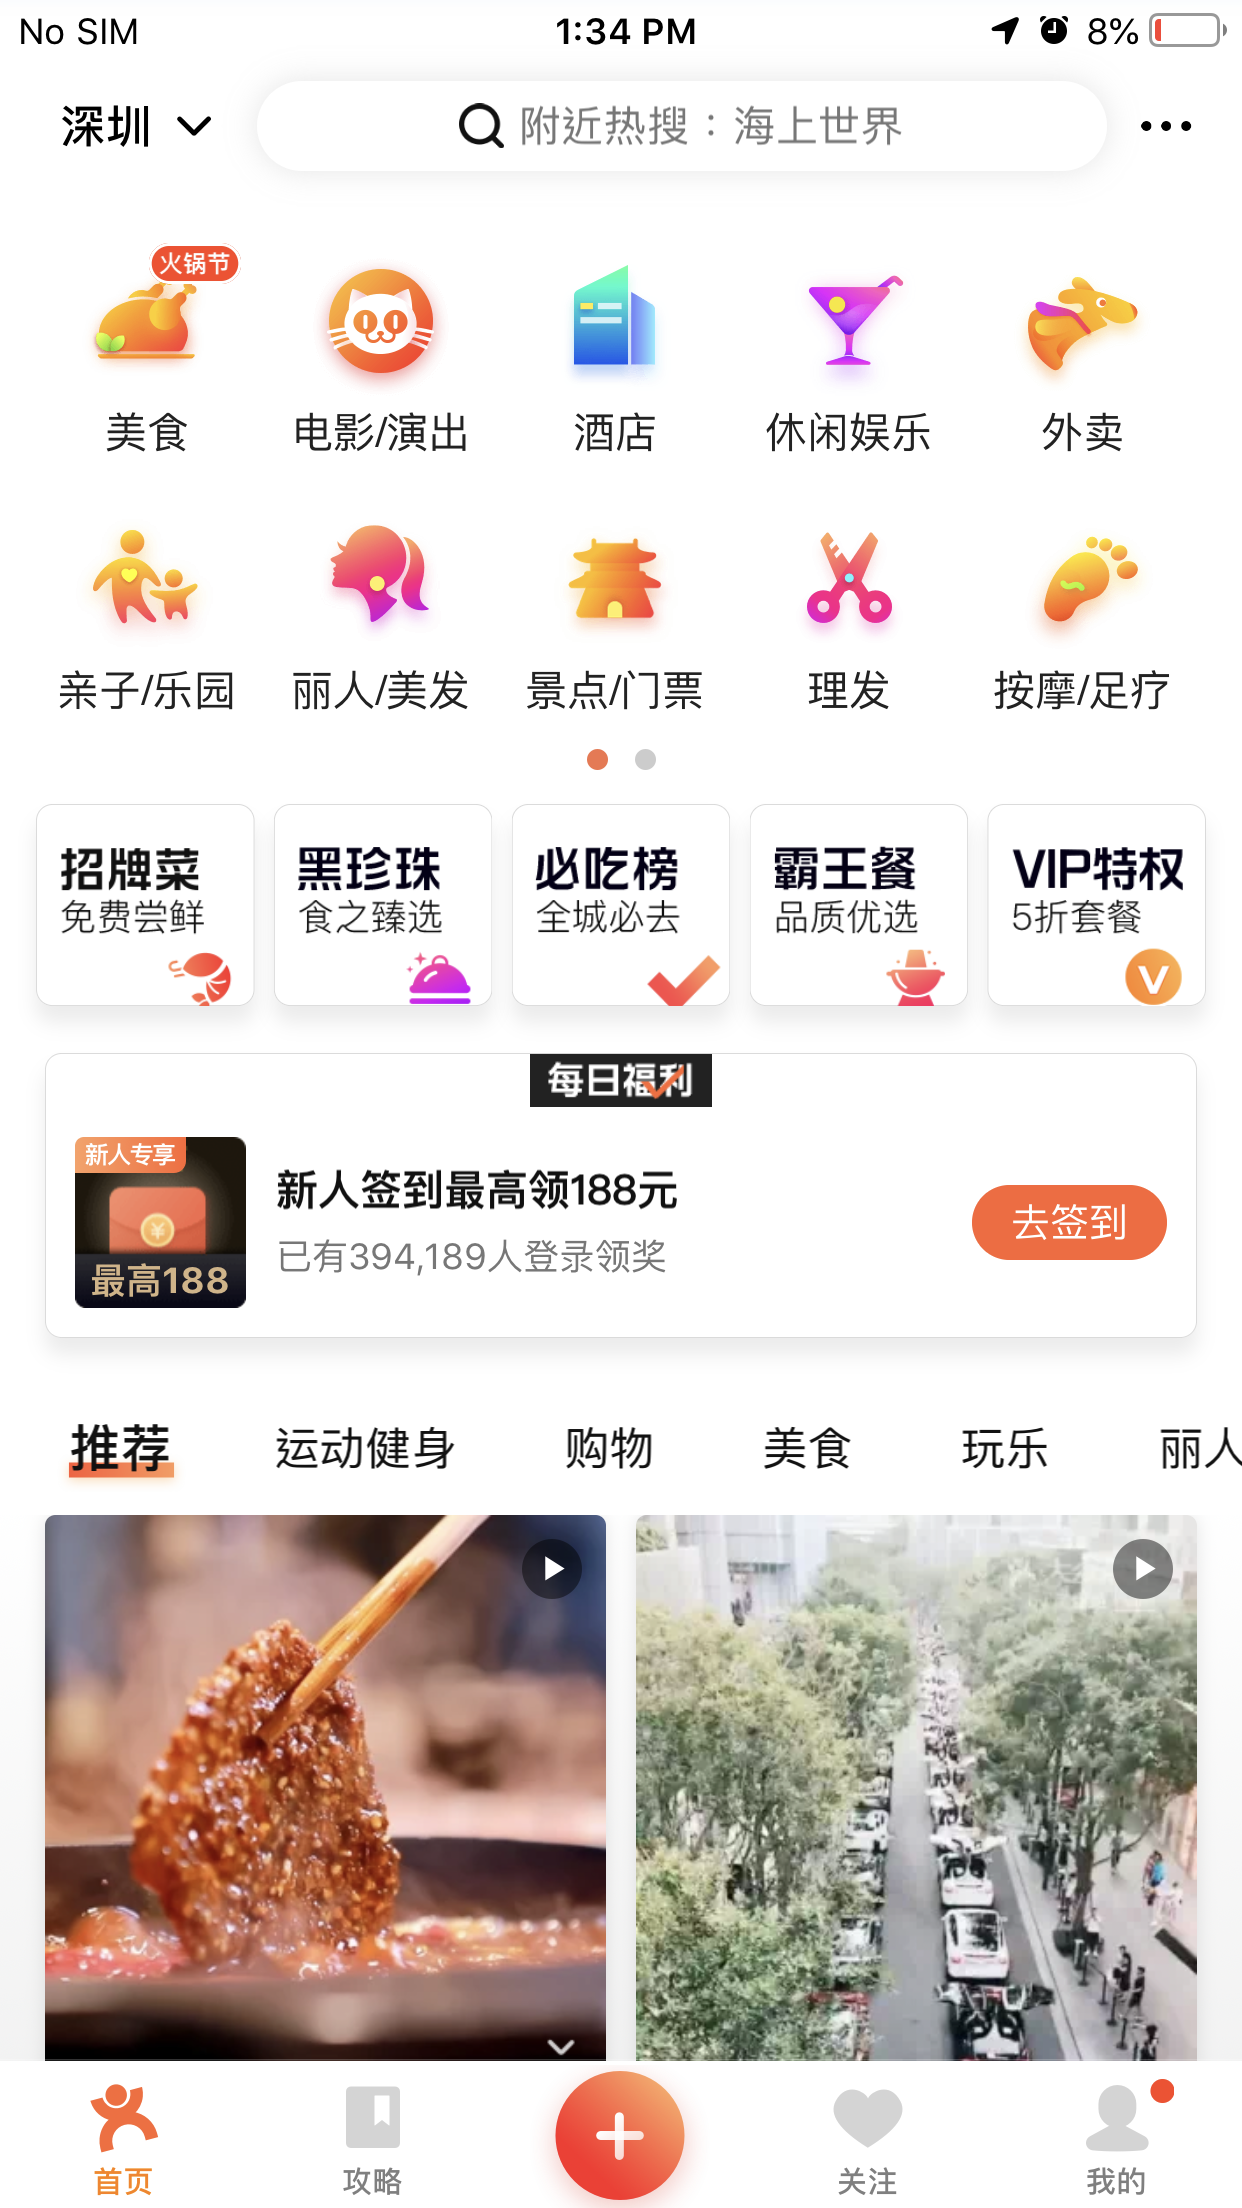 No SIM
1:34 PM
8%
深圳
附近热搜：海上世界
火锅节
美食
电影/演出
酒店
休闲娱乐
外卖
亲子/乐园
丽人/美发
景点/门票
理发
按摩/足疗
招牌菜
免费尝鲜
黑珍珠
食之臻选
必吃榜
全城必去
霸王餐
品质优选
VIP特权
5折套餐
V
每日福利
新人专享
¥
最高188
新人签到最高领188元
已有394,189人登录领奖
去签到
推荐
运动健身
购物
美食
玩乐
丽人
首页
攻略
关注
我的